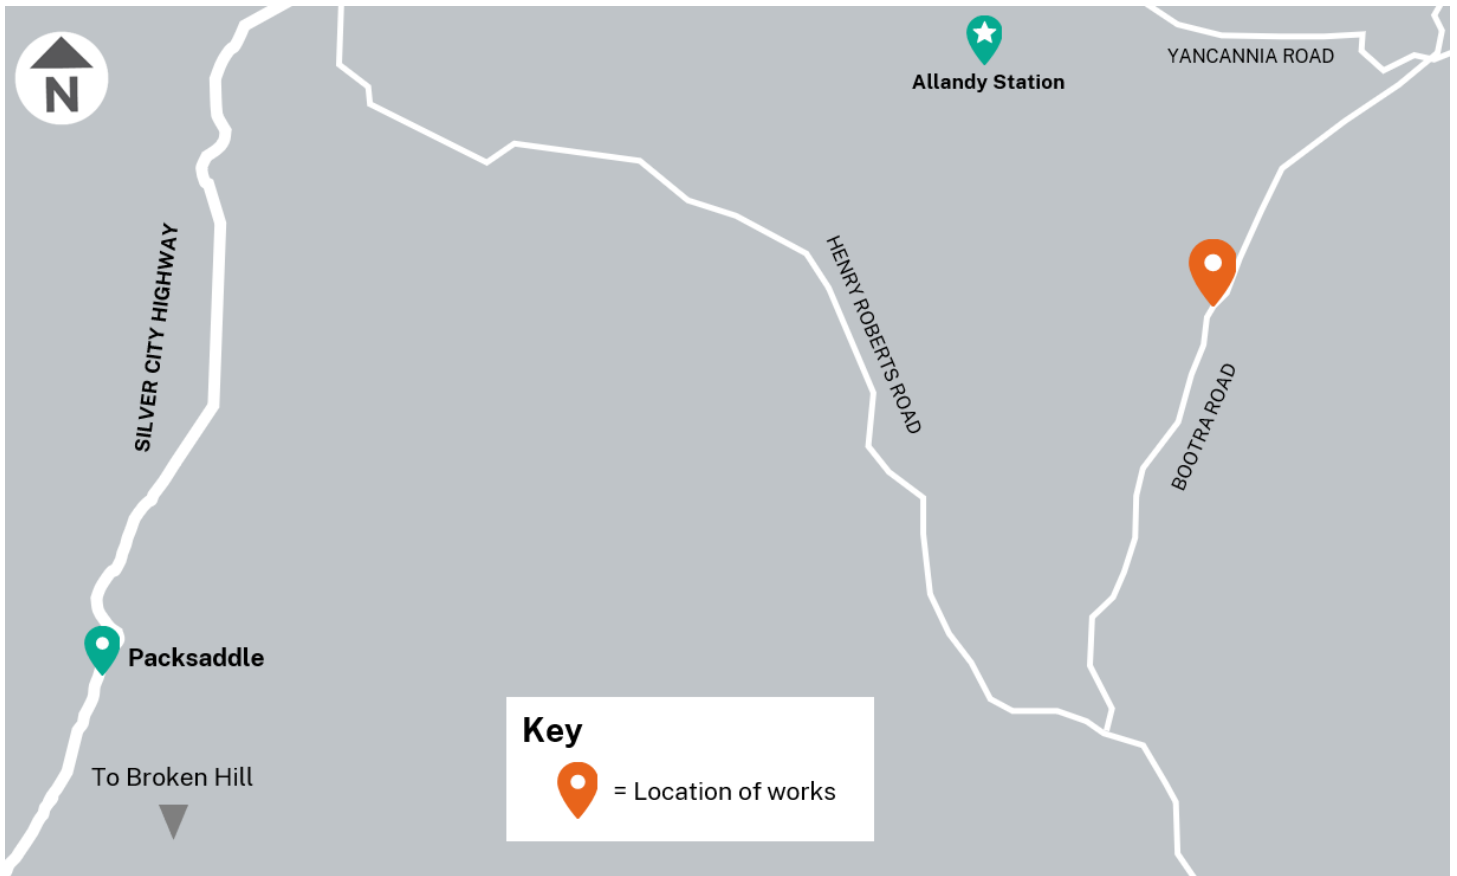 N
YANCANNIA ROAD
Allandy Station
SILVER CITY HIGHWAY
HENRY ROBERTS ROAD
BOOTRA ROAD
Packsaddle
To Broken Hill
Key
= Location of works